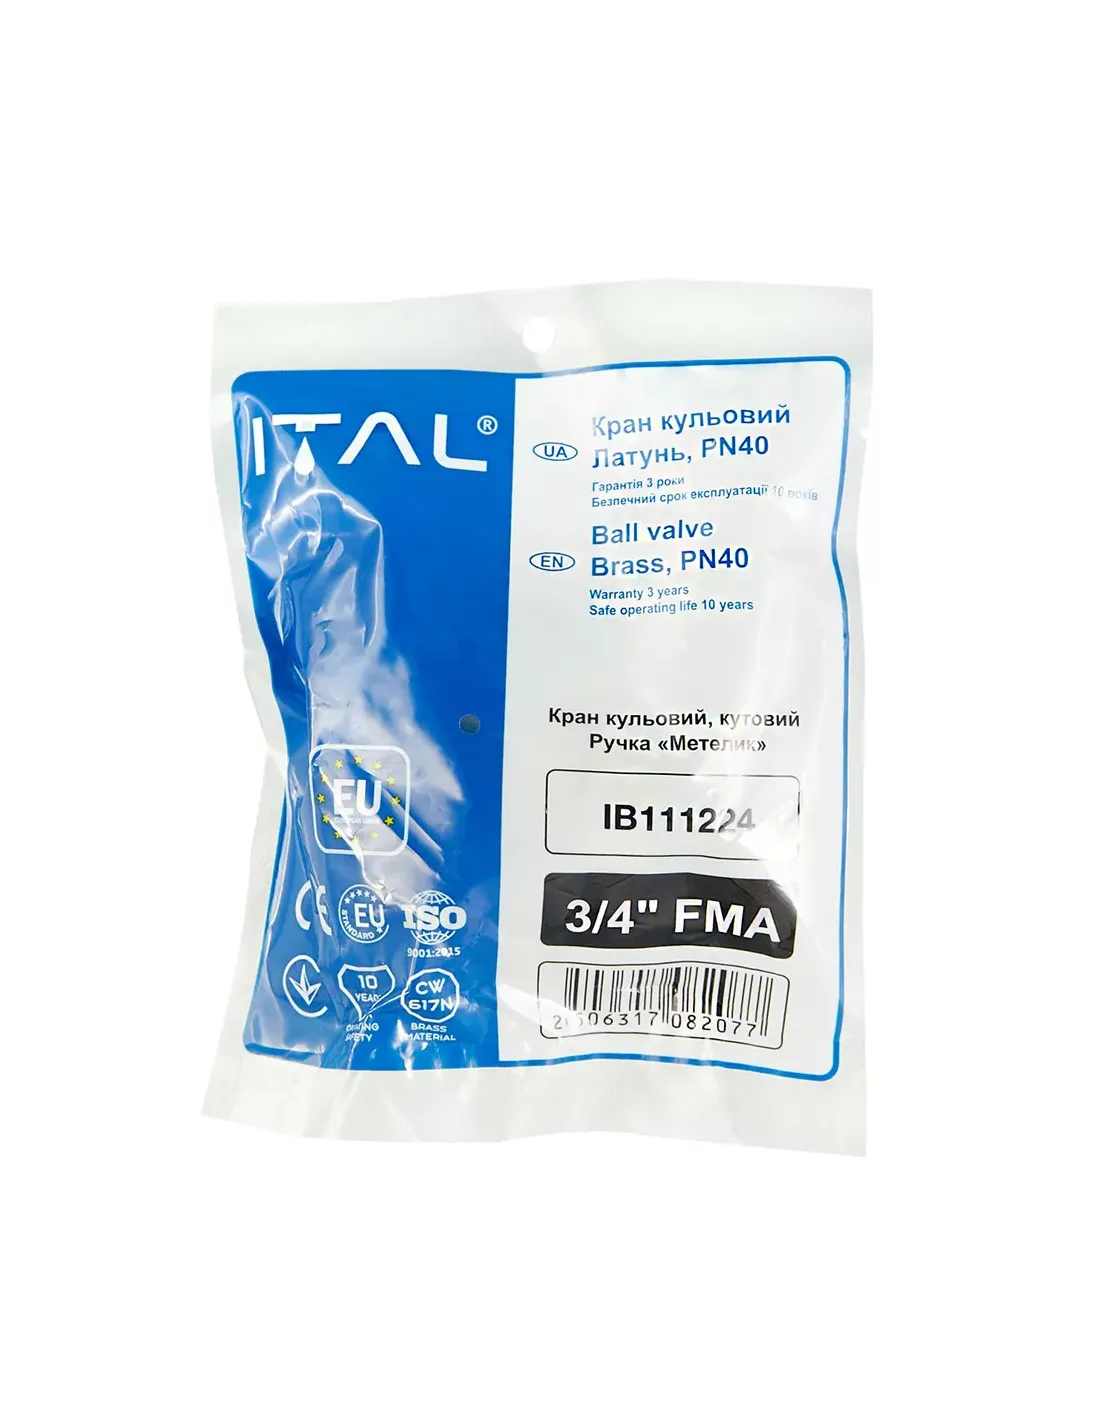 ITAL®
UA
Кран кульовий
Латунь, PN40
Гарантія 3 роки
Безпечний срок експлуатації 10 років
EN
Ball valve
Brass, PN40
Warranty 3 years
Safe operating life 10 years
Кран кульовий, кутовий
Ручка «Метелик»
IB111224
3/4" FMA
EU
CE
EU
STANDARD
ISO
9001:2015
10
YEAR
CW
617N
BRASS
MATERIAL
082077